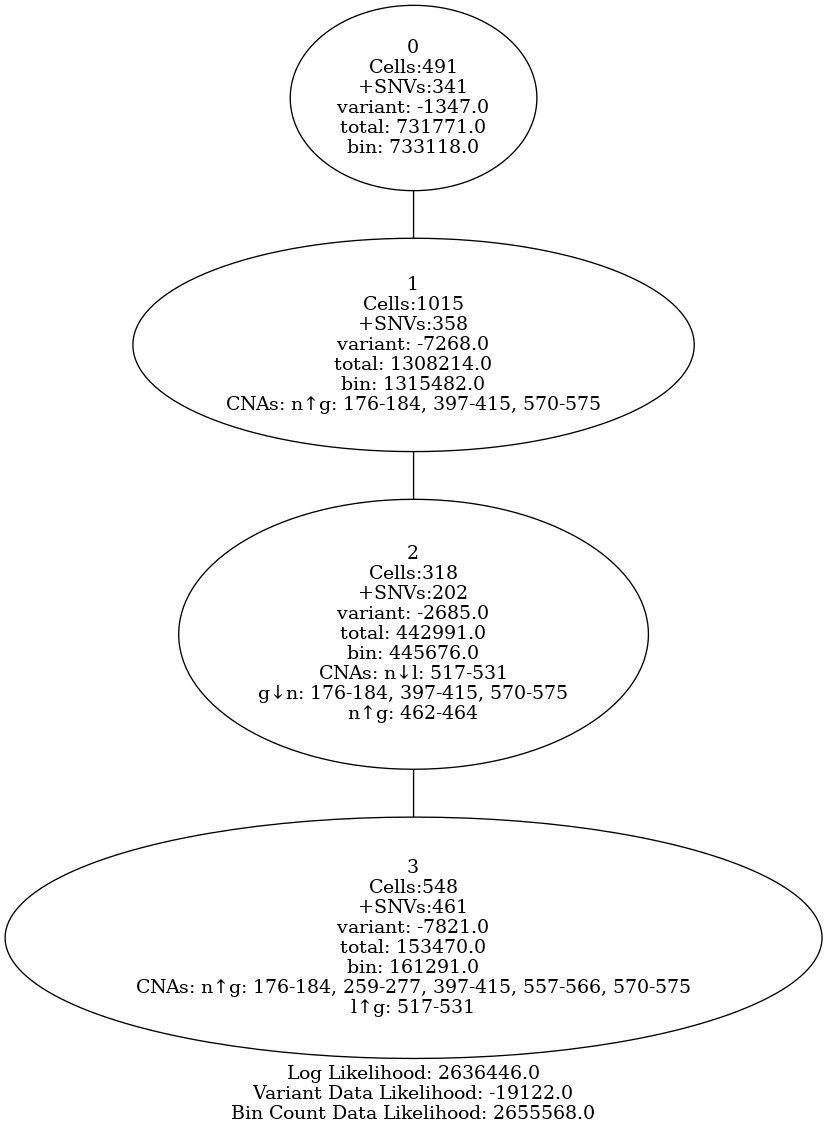 0
Cells:491
+SNVs:341
variant: -1347.0
total: 731771.0
bin: 733118.0
1
Cells:1015
+SNVs:358
variant: -7268.0
total: 1308214.0
bin: 1315482.0
CNAs: n↑g: 176-184, 397-415, 570-575
2
Cells:318
+SNVs:202
variant: -2685.0
total: 442991.0
bin: 445676.0
CNAs: n↓l: 517-531
g↓n: 176-184, 397-415, 570-575
n↑g: 462-464
3
Cells:548
+SNVs:461
variant: -7821.0
total: 153470.0
bin: 161291.0
CNAs: n↑g: 176-184, 259-277, 397-415, 557-566, 570-575
l↑g: 517-531
Log Likelihood: 2636446.0
Variant Data Likelihood: -19122.0
Bin Count Data Likelihood: 2655568.0